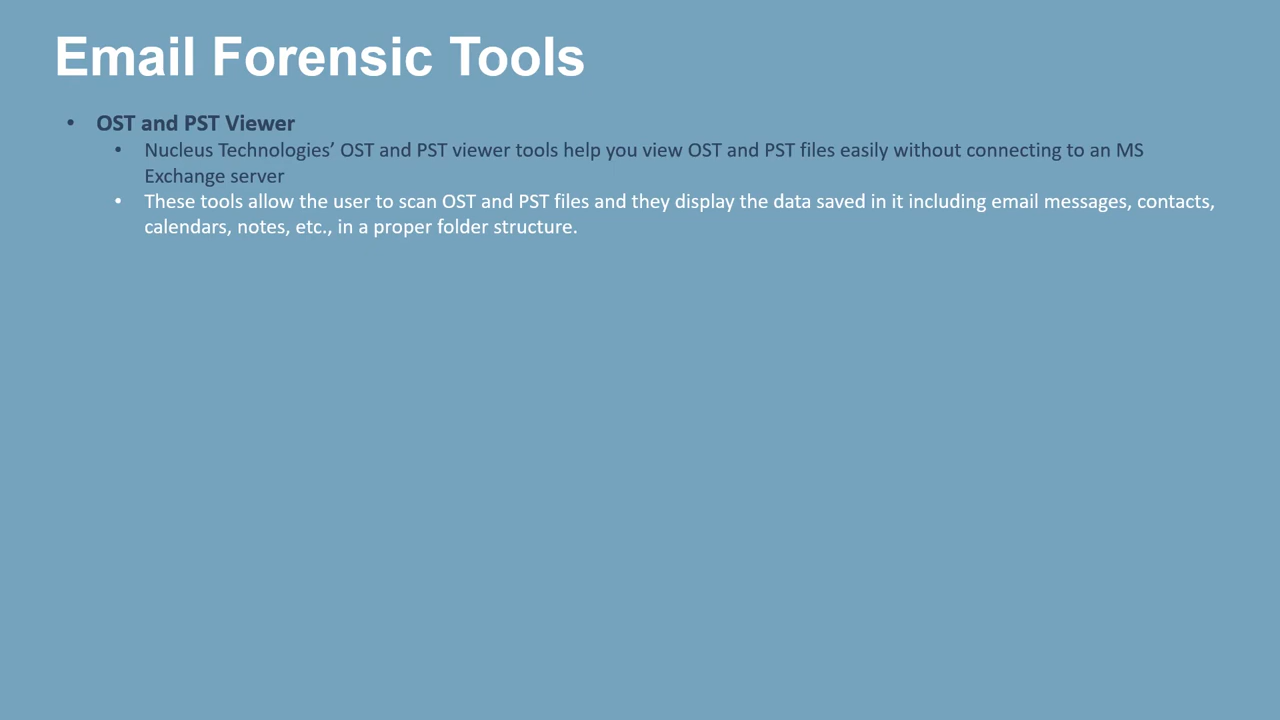 Email Forensic Tools
• OST and PST Viewer
• Nucleus Technologies’ OST and PST viewer tools help you view OST and PST files easily without connecting to an MS
Exchange server
• These tools allow the user to scan OST and PST files and they display the data saved in it including email messages, contacts,
calendars, notes, etc., in a proper folder structure.